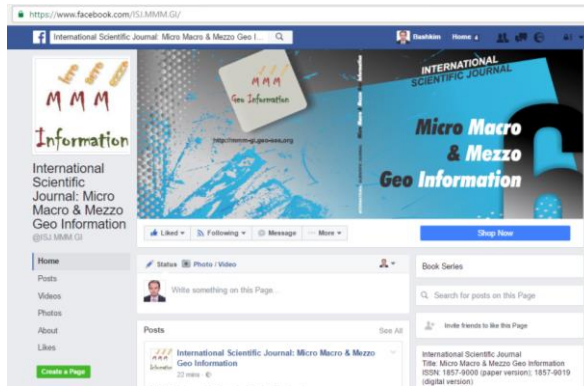 https://www.facebook.com/ISJ.MMM.GI/
International Scientific Journal: Micro Macro & Mezzo Geo I...
Bashkim Home 4
M M M
Information
International
Scientific
Journal: Micro
Macro & Mezzo
Geo Information
@ISJ.MMM.GI
Home
Posts
Videos
Photos
About
Likes
Create a Page
M M M
Geo Information
http://mmm-gi.geo-see.org
INTERNATIONAL
SCIENTIFIC JOURNAL
Micro Macro
& Mezzo
Geo Information
6
Liked Following Message ··· More
Shop Now
Status Photo / Video
Write something on this Page...
Posts See All
International Scientific Journal: Micro Macro & Mezzo
Geo Information
22 mins
Book Series
Search for posts on this Page
Invite friends to like this Page
International Scientific Journal
Title: Micro Macro & Mezzo Geo Information
ISSN: 1857-9000 (paper version); 1857-9019
(digital version)